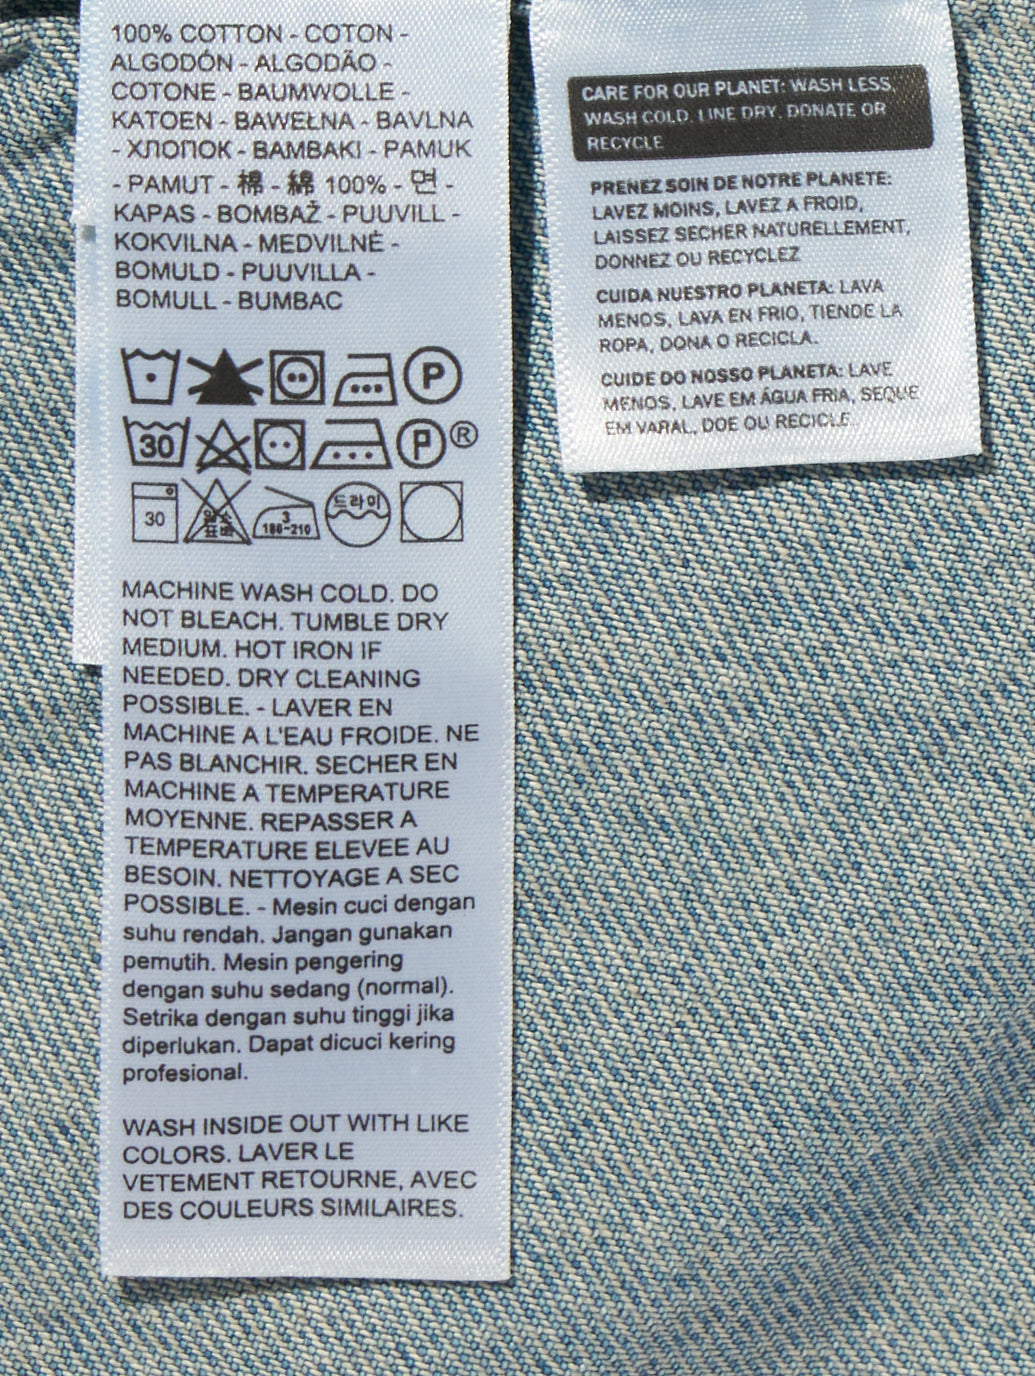 100% COTTON - COTON -
ALGODÓN - ALGODÃO -
COTONE - BAUMWOLLE -
KATOEN - BAWEŁNA - BAVLNA
- ХЛОПОК - BAMBAKI - PAMUK
- PAMUT - 棉 - 綿 100% - 면 -
KAPAS - BOMBAŽ - PUUVILL -
KOKVILNA - MEDVILNĖ -
BOMULD - PUUVILLA -
BOMULL - BUMBAC
P
30
P ®
30
3
180-210
드라이
MACHINE WASH COLD. DO
NOT BLEACH. TUMBLE DRY
MEDIUM. HOT IRON IF
NEEDED. DRY CLEANING
POSSIBLE. - LAVER EN
MACHINE A L'EAU FROIDE. NE
PAS BLANCHIR. SECHER EN
MACHINE A TEMPERATURE
MOYENNE. REPASSER A
TEMPERATURE ELEVEE AU
BESOIN. NETTOYAGE A SEC
POSSIBLE. - Mesin cuci dengan
suhu rendah. Jangan gunakan
pemutih. Mesin pengering
dengan suhu sedang (normal).
Setrika dengan suhu tinggi jika
diperlukan. Dapat dicuci kering
profesional.
WASH INSIDE OUT WITH LIKE
COLORS. LAVER LE
VETEMENT RETOURNE, AVEC
DES COULEURS SIMILAIRES.
CARE FOR OUR PLANET: WASH LESS,
WASH COLD, LINE DRY, DONATE OR
RECYCLE
PRENEZ SOIN DE NOTRE PLANETE:
LAVEZ MOINS, LAVEZ A FROID,
LAISSEZ SECHER NATURELLEMENT,
DONNEZ OU RECYCLEZ
CUIDA NUESTRO PLANETA: LAVA
MENOS, LAVA EN FRIO, TIENDE LA
ROPA, DONA O RECICLA.
CUIDE DO NOSSO PLANETA: LAVE
MENOS, LAVE EM ÁGUA FRIA, SEQUE
EM VARAL, DOE OU RECICLE.